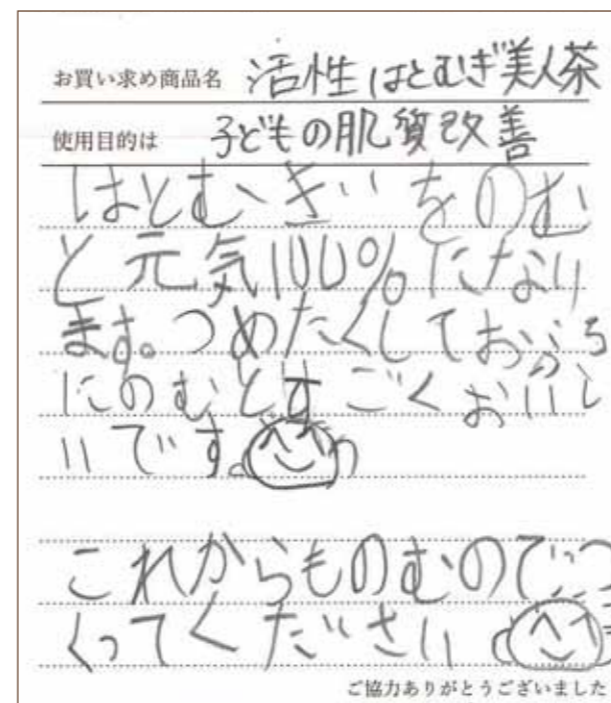 お買い求め商品名 活性はとむぎ美人茶
使用目的は 子どもの肌質改善
はとむぎをのむ
と元気100%になり
ます。つめたくしておふろ
にのむとすごくおいし
いです。
これからものむのでつ
くってください
ご協力ありがとうございました